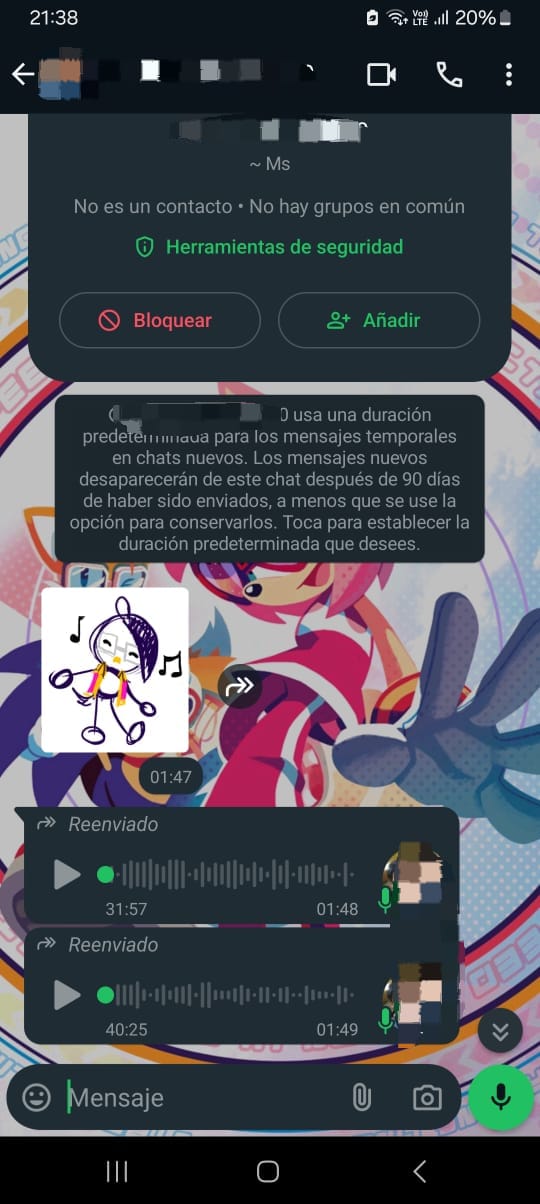 21:38
Vo)) LTE 20%
~ Ms
No es un contacto • No hay grupos en común
Herramientas de seguridad
Bloquear
Añadir
0 usa una duración
predeterminada para los mensajes temporales
en chats nuevos. Los mensajes nuevos
desaparecerán de este chat después de 90 días
de haber sido enviados, a menos que se use la
opción para conservarlos. Toca para establecer la
duración predeterminada que desees.
01:47
Reenviado
31:57
01:48
Reenviado
40:25
01:49
Mensaje